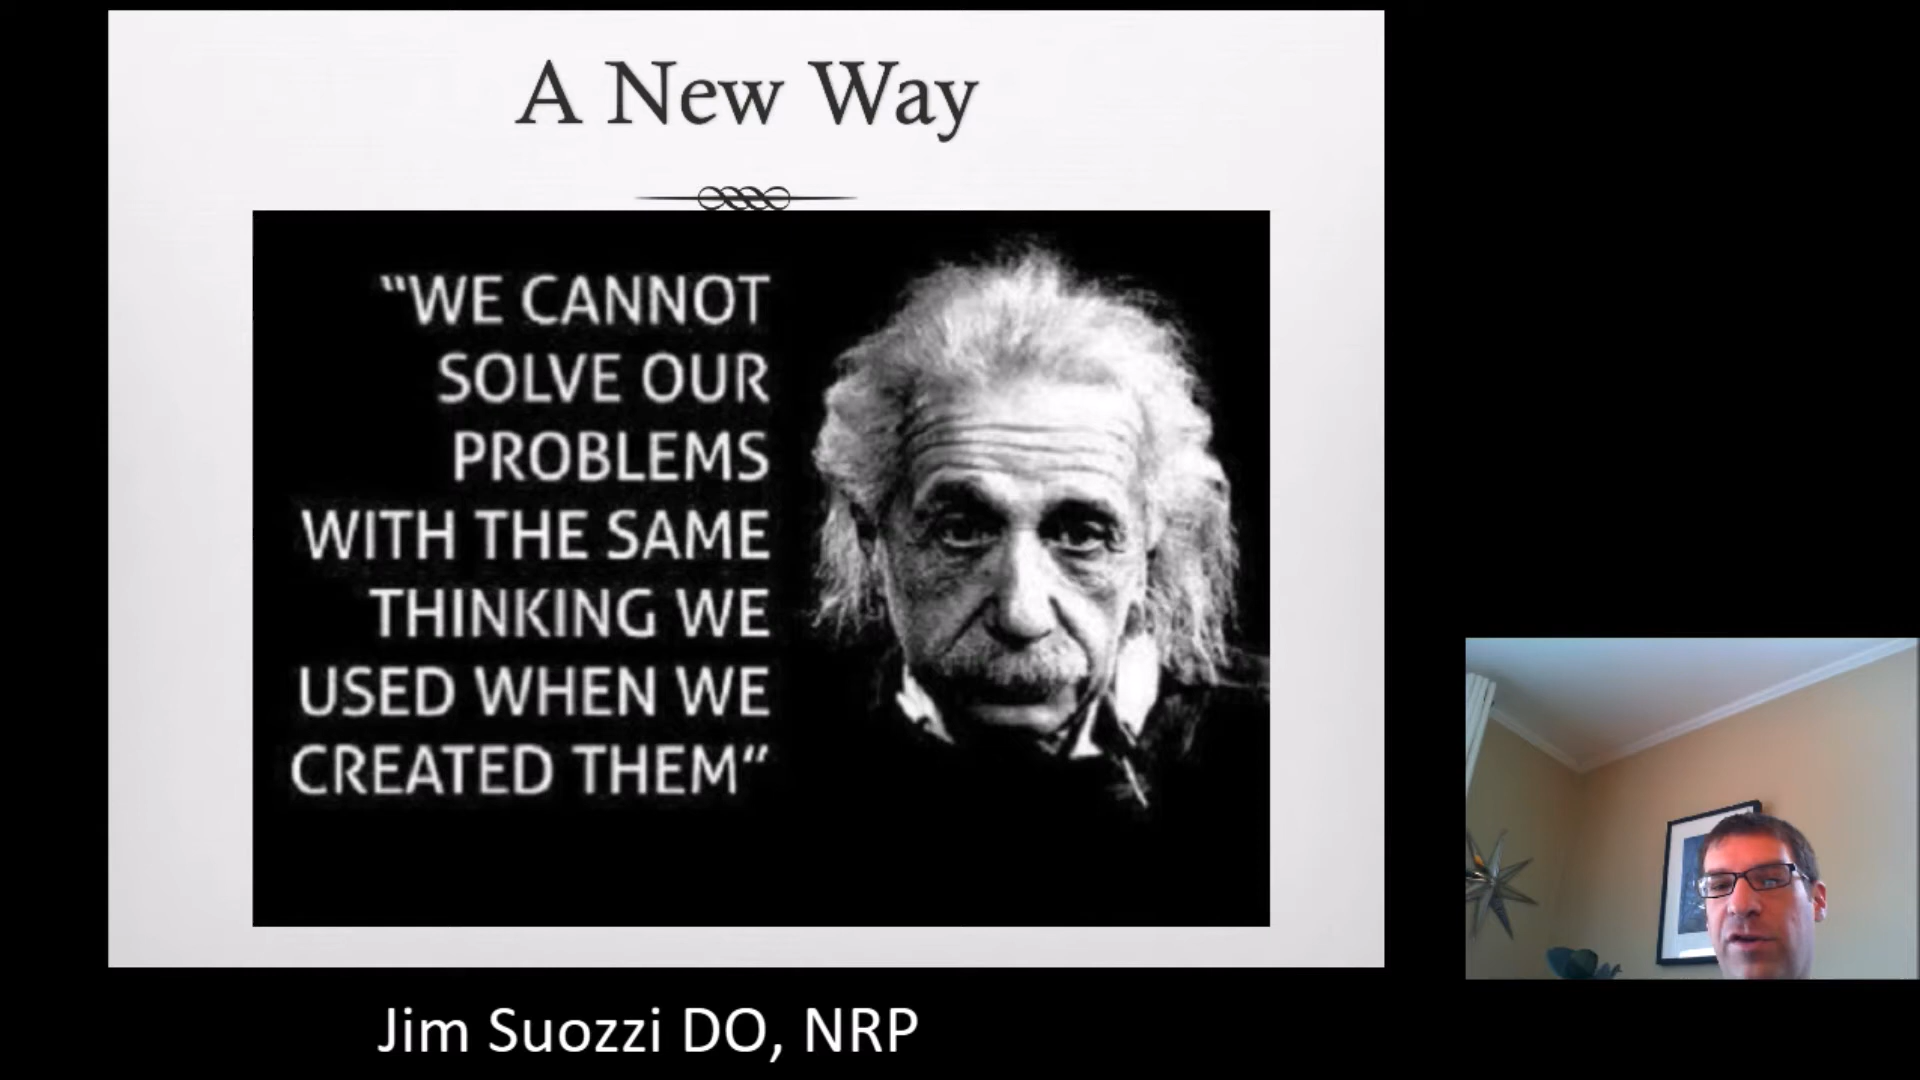 A New Way
“WE CANNOT
SOLVE OUR
PROBLEMS
WITH THE SAME
THINKING WE
USED WHEN WE
CREATED THEM“
Jim Suozzi DO, NRP